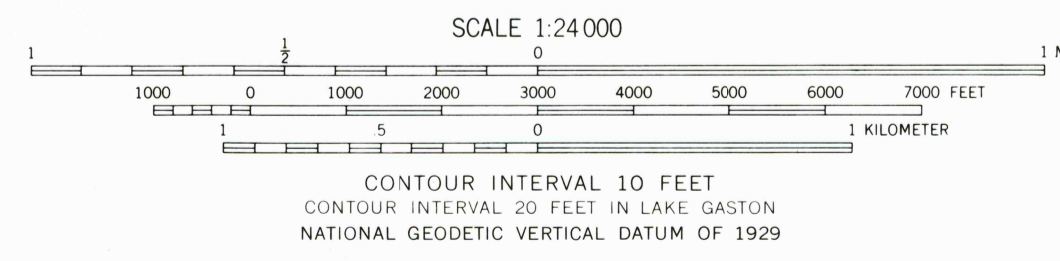 SCALE 1:24 000
1 1/2 0 1 M
1000 0 1000 2000 3000 4000 5000 6000 7000 FEET
1 .5 0 1 KILOMETER
CONTOUR INTERVAL 10 FEET
CONTOUR INTERVAL 20 FEET IN LAKE GASTON
NATIONAL GEODETIC VERTICAL DATUM OF 1929